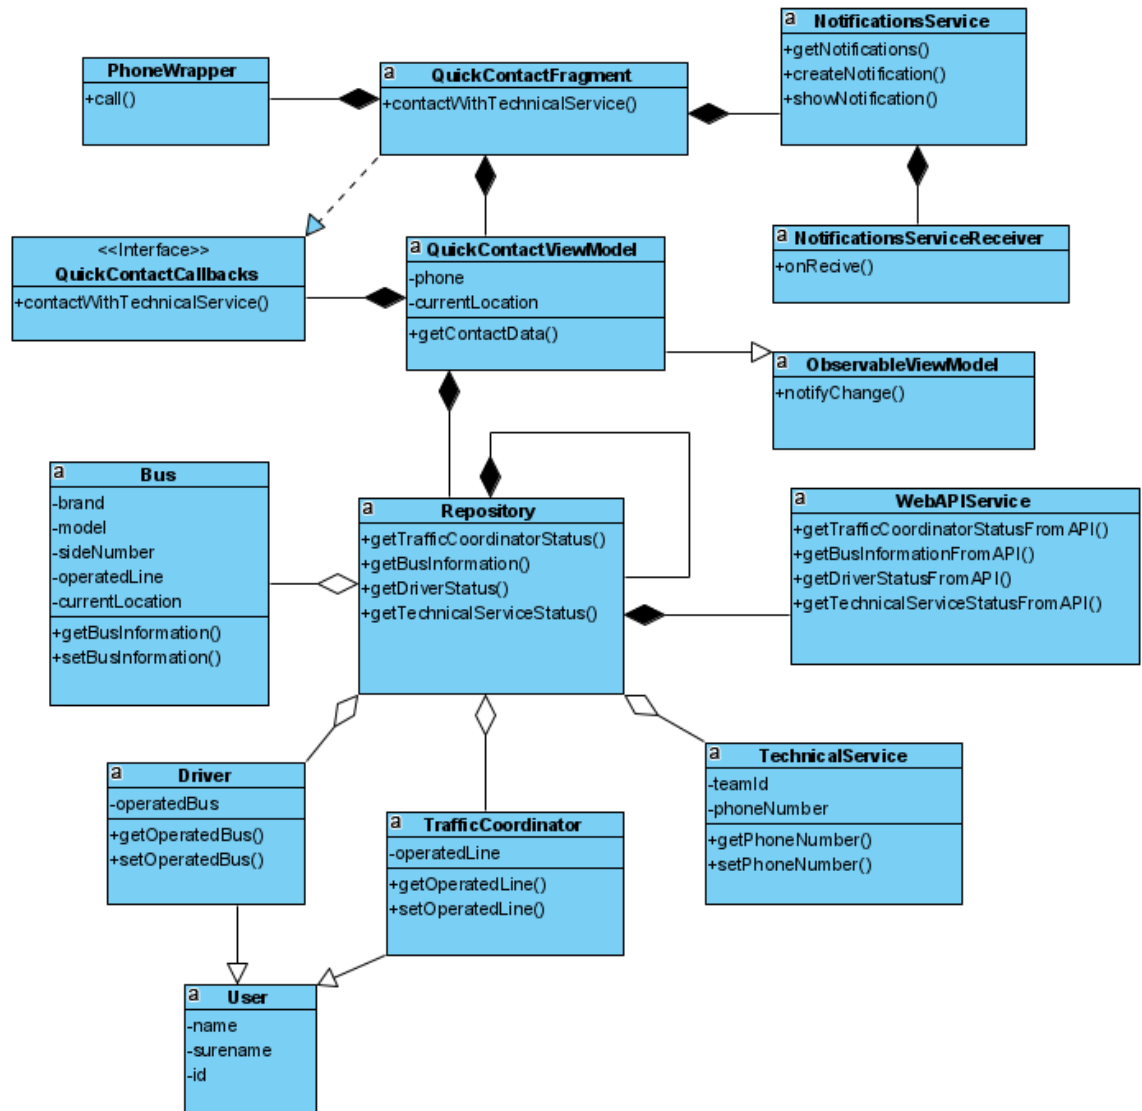 PhoneWrapper
+call()
a
QuickContactFragment
+contactWithTechnicalService()
a
NotificationsService
+getNotifications()
+createNotification()
+showNotification()
<<Interface>>
QuickContactCallbacks
+contactWithTechnicalService()
a
QuickContactViewModel
-phone
-currentLocation
+getContactData()
a
NotificationsServiceReceiver
+onRecive()
a
ObservableViewModel
+notifyChange()
a
Bus
-brand
-model
-sideNumber
-operatedLine
-currentLocation
+getBusInformation()
+setBusInformation()
a
Repository
+getTrafficCoordinatorStatus()
+getBusInformation()
+getDriverStatus()
+getTechnicalServiceStatus()
a
WebAPIService
+getTrafficCoordinatorStatusFromAPI()
+getBusInformationFromAPI()
+getDriverStatusFromAPI()
+getTechnicalServiceStatusFromAPI()
a
Driver
-operatedBus
+getOperatedBus()
+setOperatedBus()
a
TrafficCoordinator
-operatedLine
+getOperatedLine()
+setOperatedLine()
a
TechnicalService
-teamId
-phoneNumber
+getPhoneNumber()
+setPhoneNumber()
a
User
-name
-surename
-id